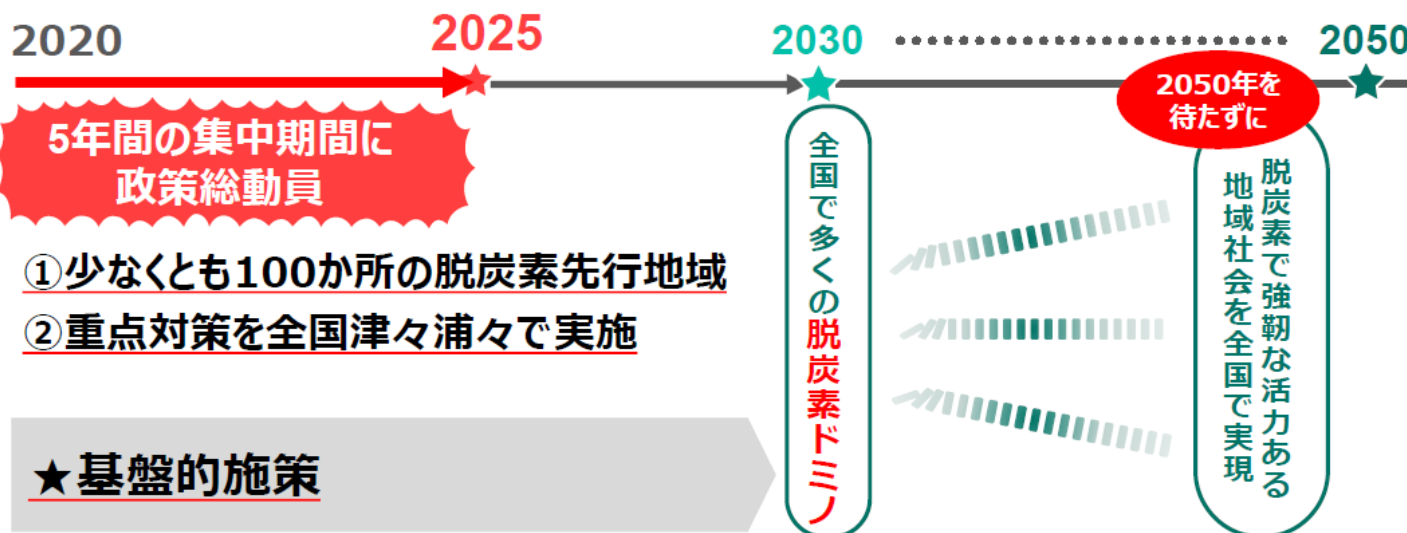 2020
2025
2030
2050
5年間の集中期間に
政策総動員
①少なくとも100か所の脱炭素先行地域
②重点対策を全国津々浦々で実施
★基盤的施策
全国で多くの脱炭素ドミノ
2050年を
待たずに
脱炭素で強靭な活力ある
地域社会を全国で実現